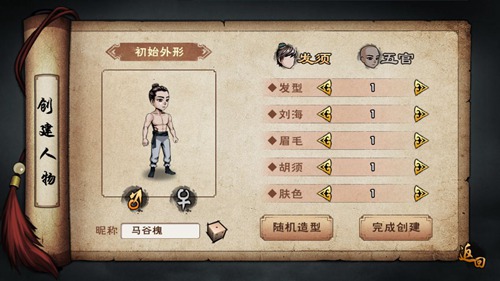 创建人物
初始外形
发须 五官
发型 1
刘海 1
眉毛 1
胡须 1
肤色 1
昵称 马谷槐
随机造型 完成创建
返回